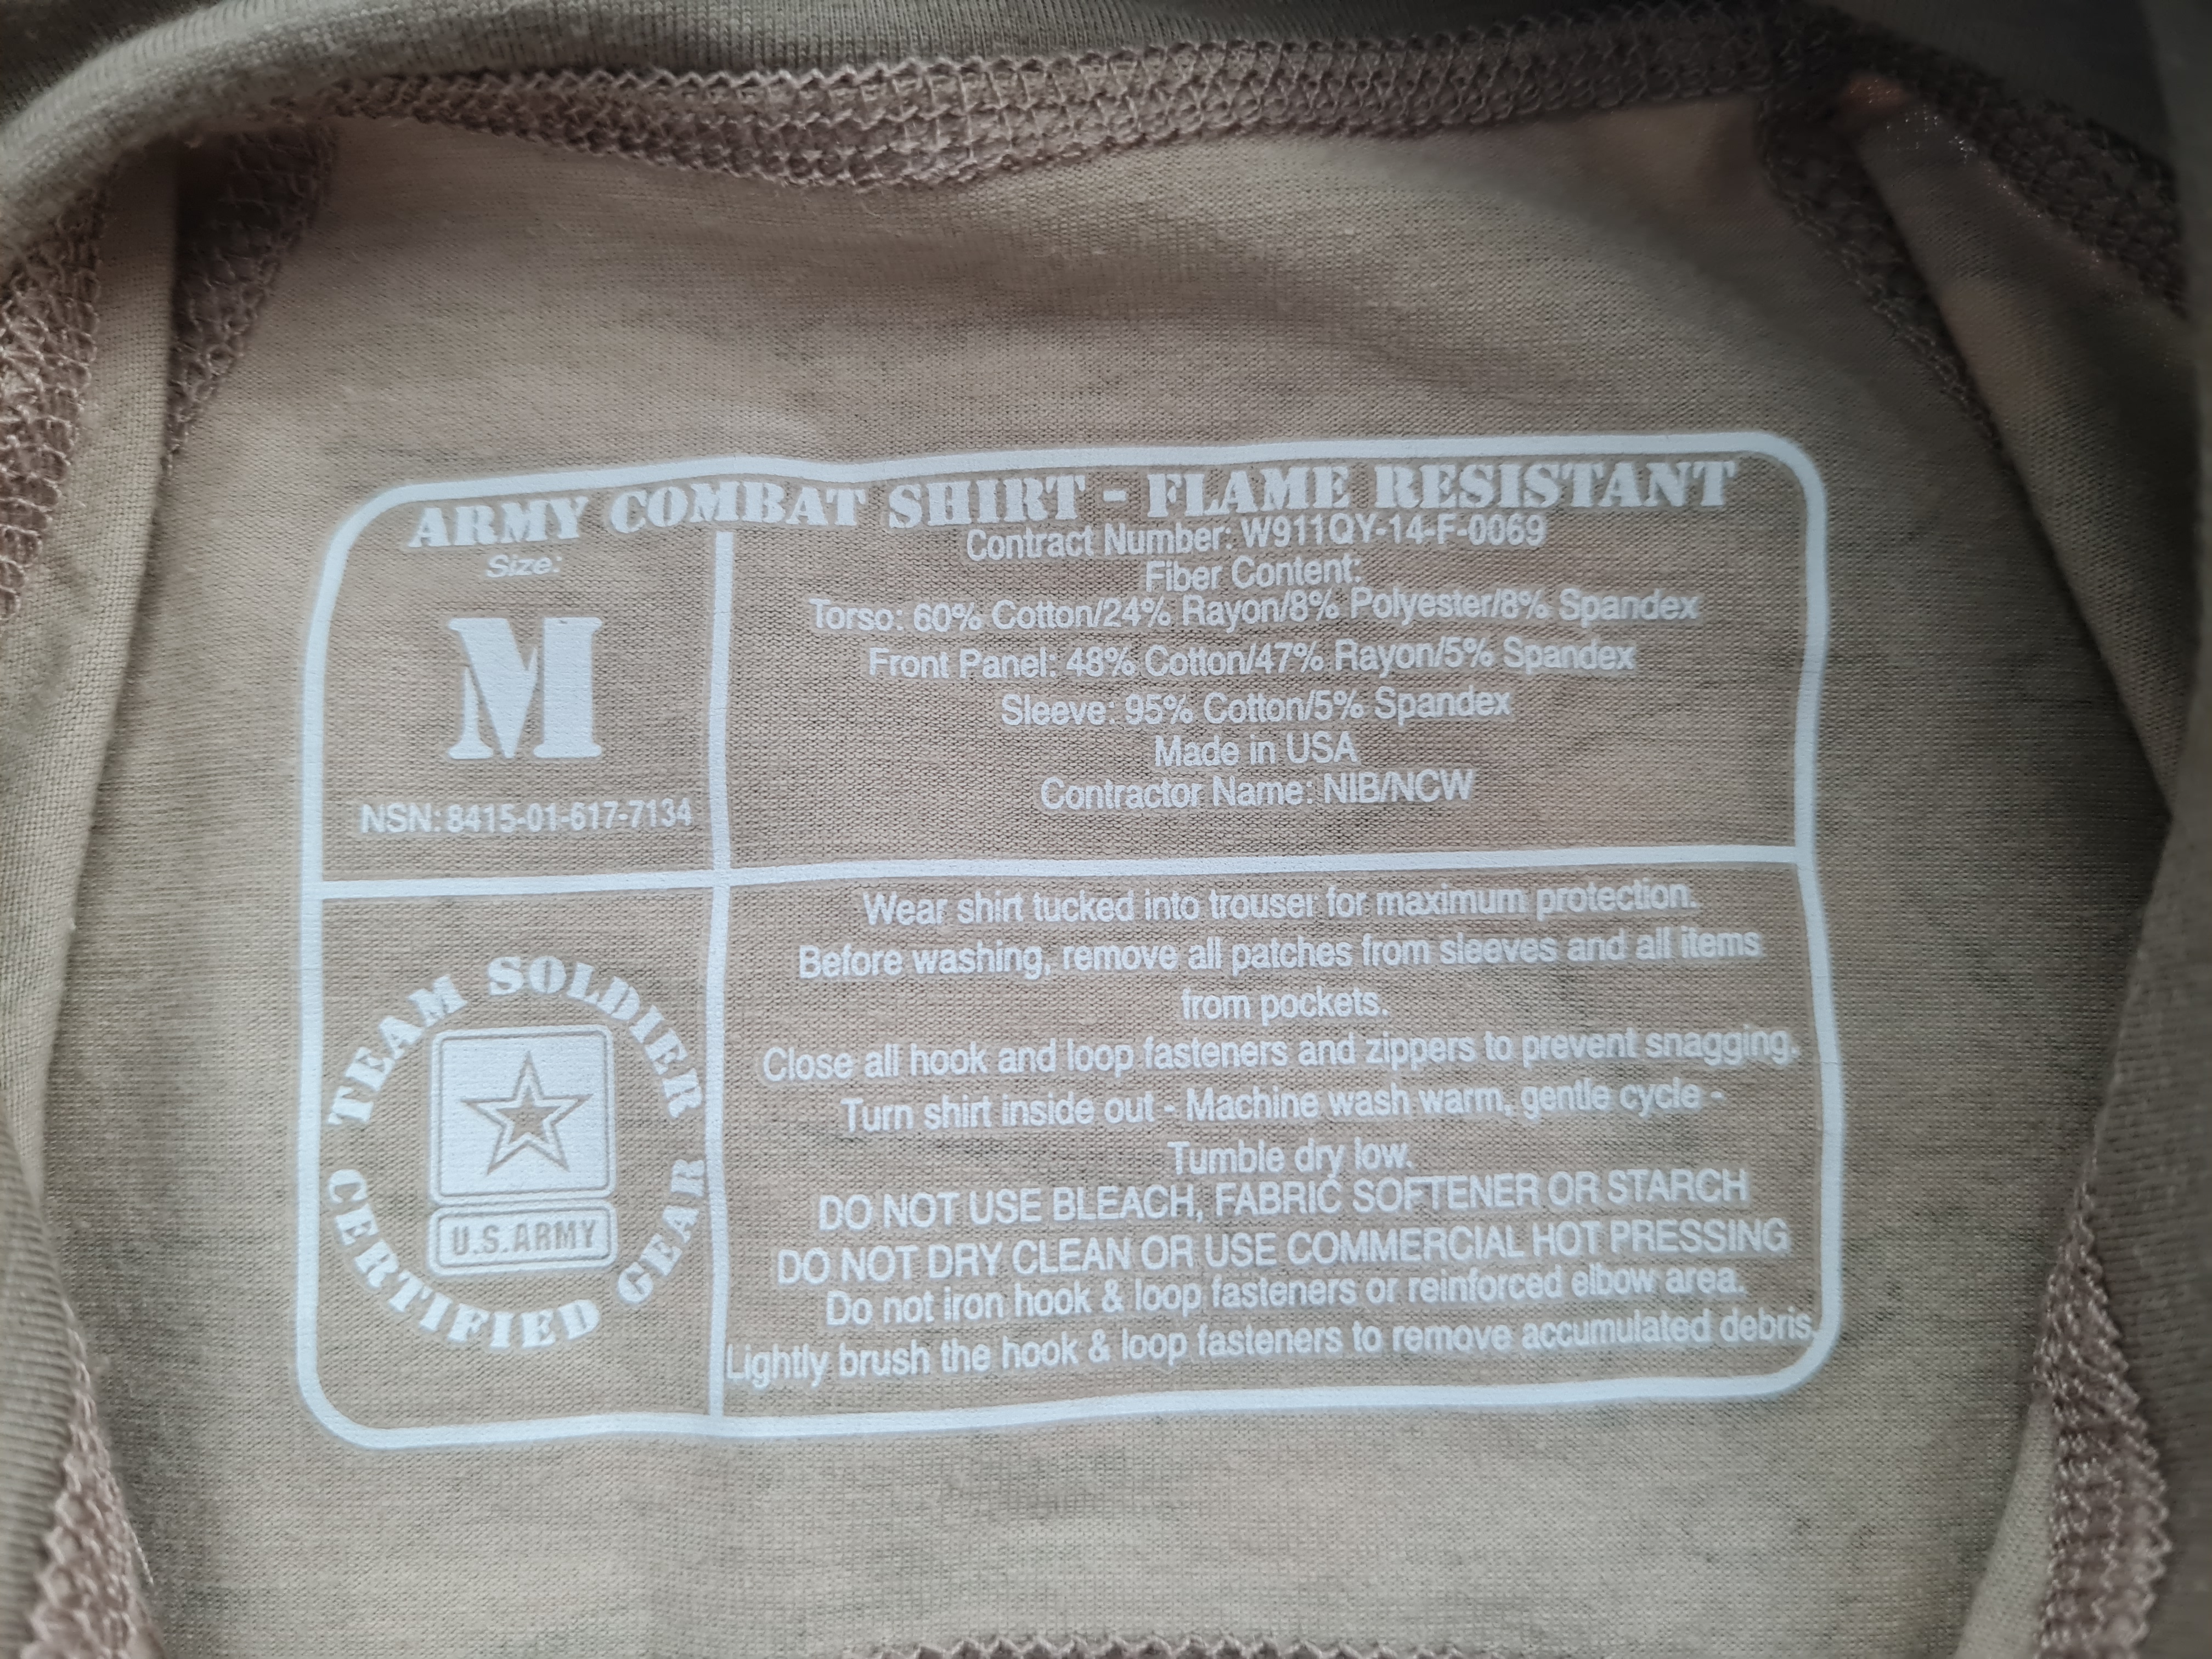 ARMY COMBAT SHIRT - FLAME RESISTANT
Size:
M
NSN: 8415-01-617-7134
Contract Number: W911QY-14-F-0069
Fiber Content:
Torso: 60% Cotton/24% Rayon/8% Polyester/8% Spandex
Front Panel: 48% Cotton/47% Rayon/5% Spandex
Sleeve: 95% Cotton/5% Spandex
Made in USA
Contractor Name: NIB/NCW
TEAM SOLDIER
CERTIFIED GEAR
U.S.ARMY
Wear shirt tucked into trouser for maximum protection.
Before washing, remove all patches from sleeves and all items
from pockets.
Close all hook and loop fasteners and zippers to prevent snagging.
Turn shirt inside out - Machine wash warm, gentle cycle -
Tumble dry low.
DO NOT USE BLEACH, FABRIC SOFTENER OR STARCH
DO NOT DRY CLEAN OR USE COMMERCIAL HOT PRESSING
Do not iron hook & loop fasteners or reinforced elbow area.
Lightly brush the hook & loop fasteners to remove accumulated debris.